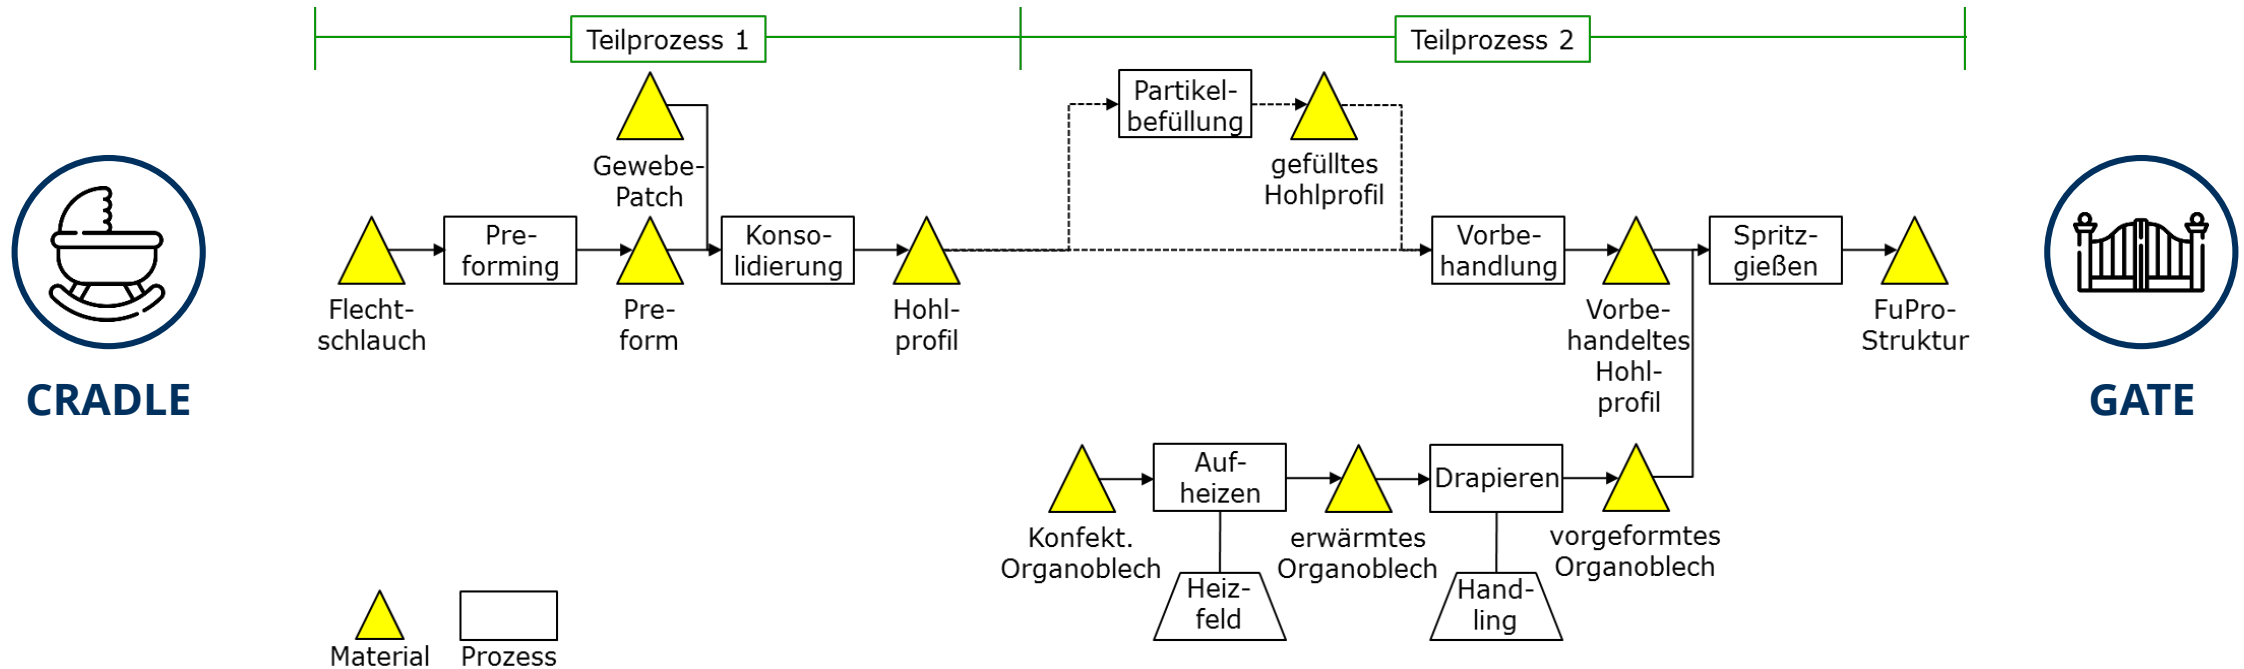 Teilprozess 1
Teilprozess 2
Partikel-
befüllung
Gewebe-
Patch
gefülltes
Hohlprofil
Pre-
forming
Konso-
lidierung
Vorbe-
handlung
Spritz-
gießen
Flecht-
schlauch
Pre-
form
Hohl-
profil
Vorbe-
handeltes
Hohl-
profil
FuPro-
Struktur
CRADLE
GATE
Auf-
heizen
Drapieren
Konfekt.
Organoblech
erwärmtes
Organoblech
vorgeformtes
Organoblech
Heiz-
feld
Hand-
ling
Material
Prozess